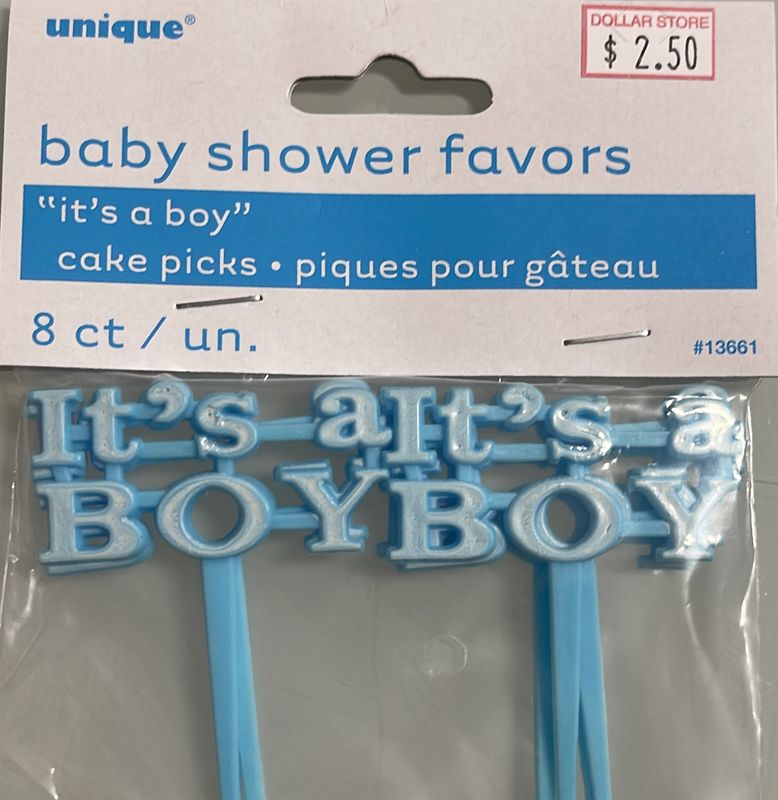 unique®
DOLLAR STORE
$ 2.50
baby shower favors
“it’s a boy”
cake picks • piques pour gâteau
8 ct / un.
#13661
It’s a It’s a
BOY BOY